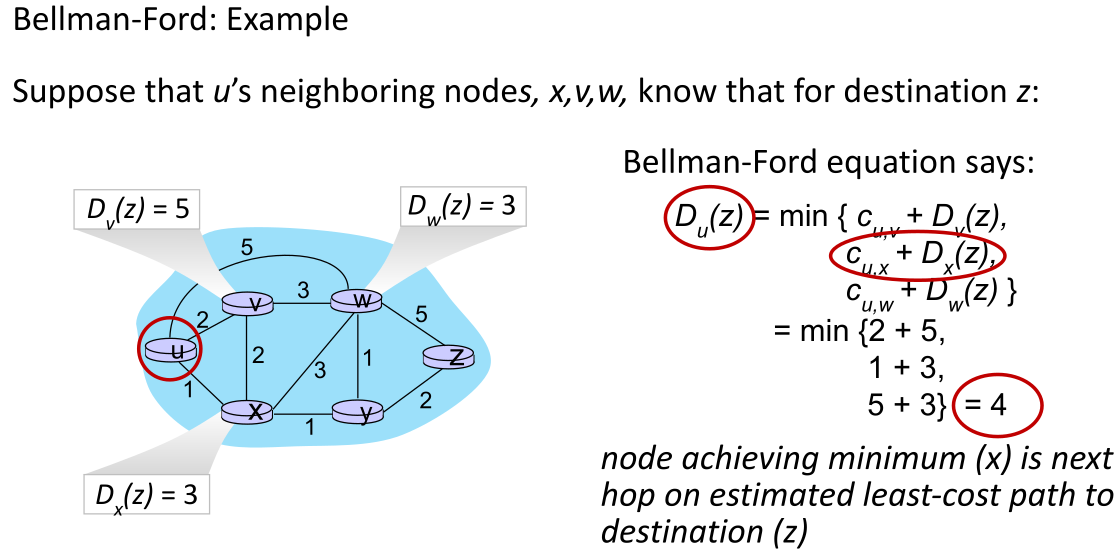 Bellman-Ford: Example
Suppose that u's neighboring nodes, x,v,w, know that for destination z:
Bellman-Ford equation says:
D_v(z) = 5
D_w(z) = 3
D_u(z) = min { c_u,v + D_v(z),
c_u,x + D_x(z),
c_u,w + D_w(z) }
= min {2 + 5,
1 + 3,
5 + 3} = 4
5
v
3
w
2
5
u
2
3
1
z
1
x
1
y
2
D_x(z) = 3
node achieving minimum (x) is next
hop on estimated least-cost path to
destination (z)